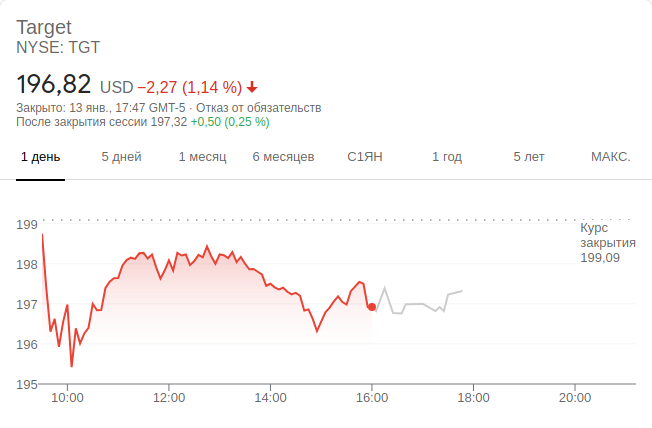 Target
NYSE: TGT
196,82 USD −2,27 (1,14 %)
Закрыто: 13 янв., 17:47 GMT-5 · Отказ от обязательств
После закрытия сессии 197,32 +0,50 (0,25 %)
1 день 5 дней 1 месяц 6 месяцев С1ЯН 1 год 5 лет МАКС.
199
Курс
закрытия
199,09
198
197
196
195
10:00 12:00 14:00 16:00 18:00 20:00